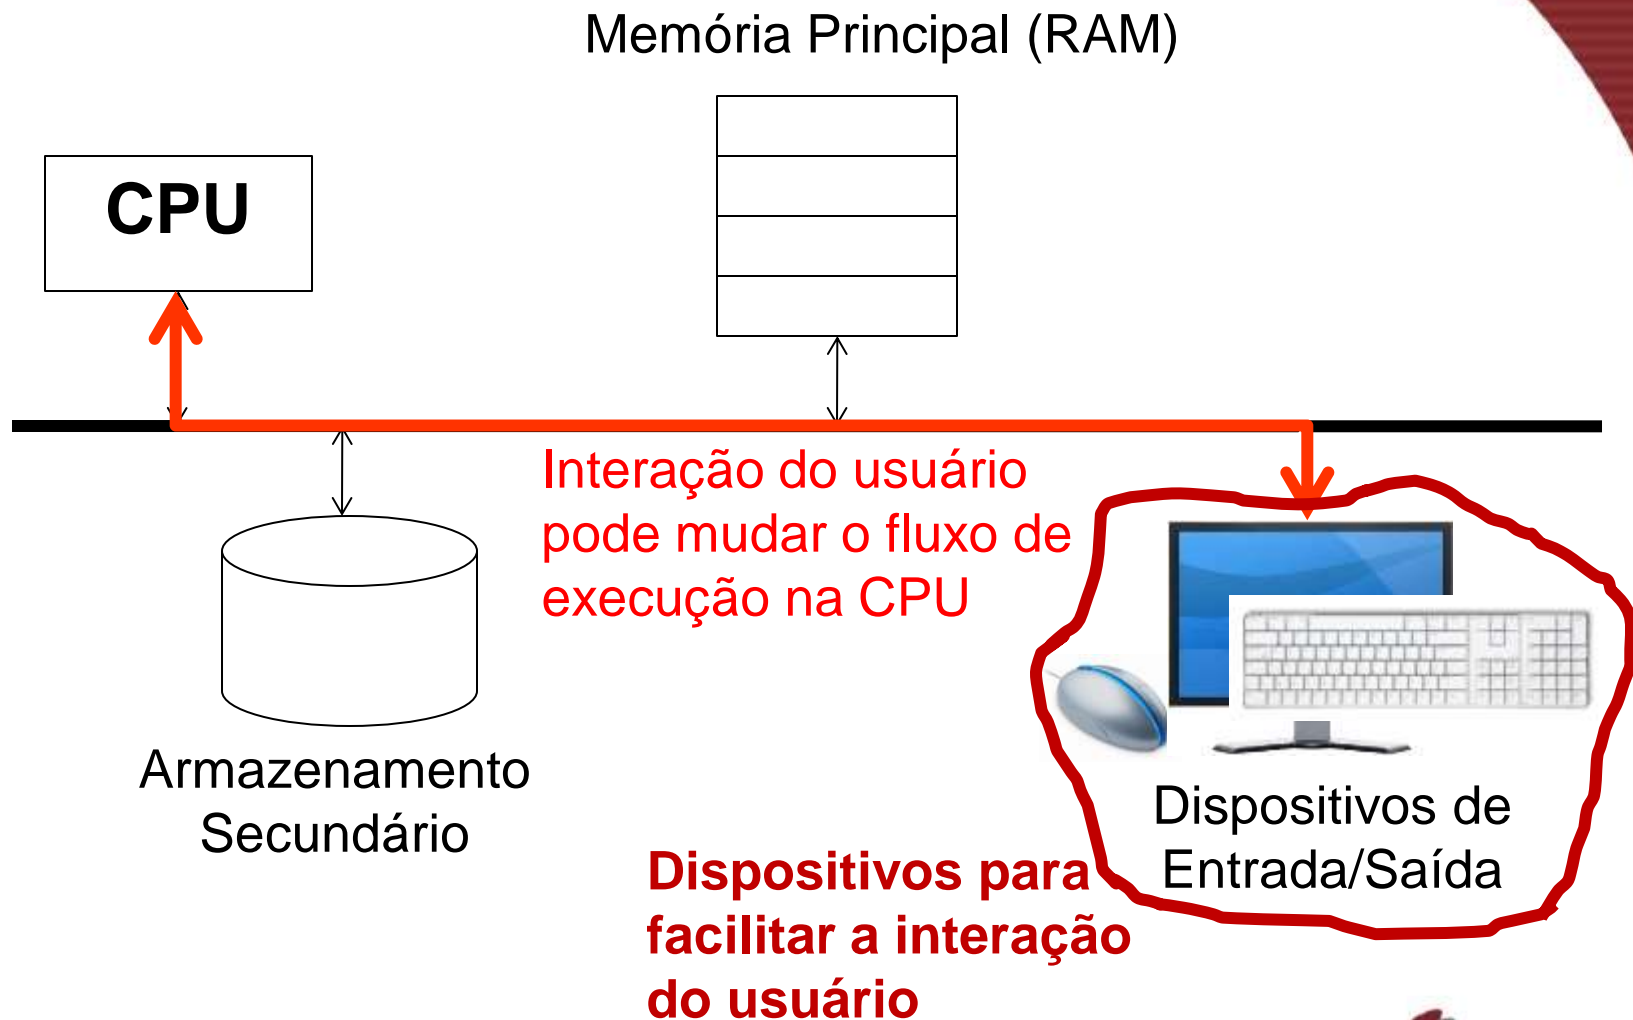 Memória Principal (RAM)
CPU
Interação do usuário
pode mudar o fluxo de
execução na CPU
Armazenamento
Secundário
Dispositivos de
Entrada/Saída
Dispositivos para
facilitar a interação
do usuário